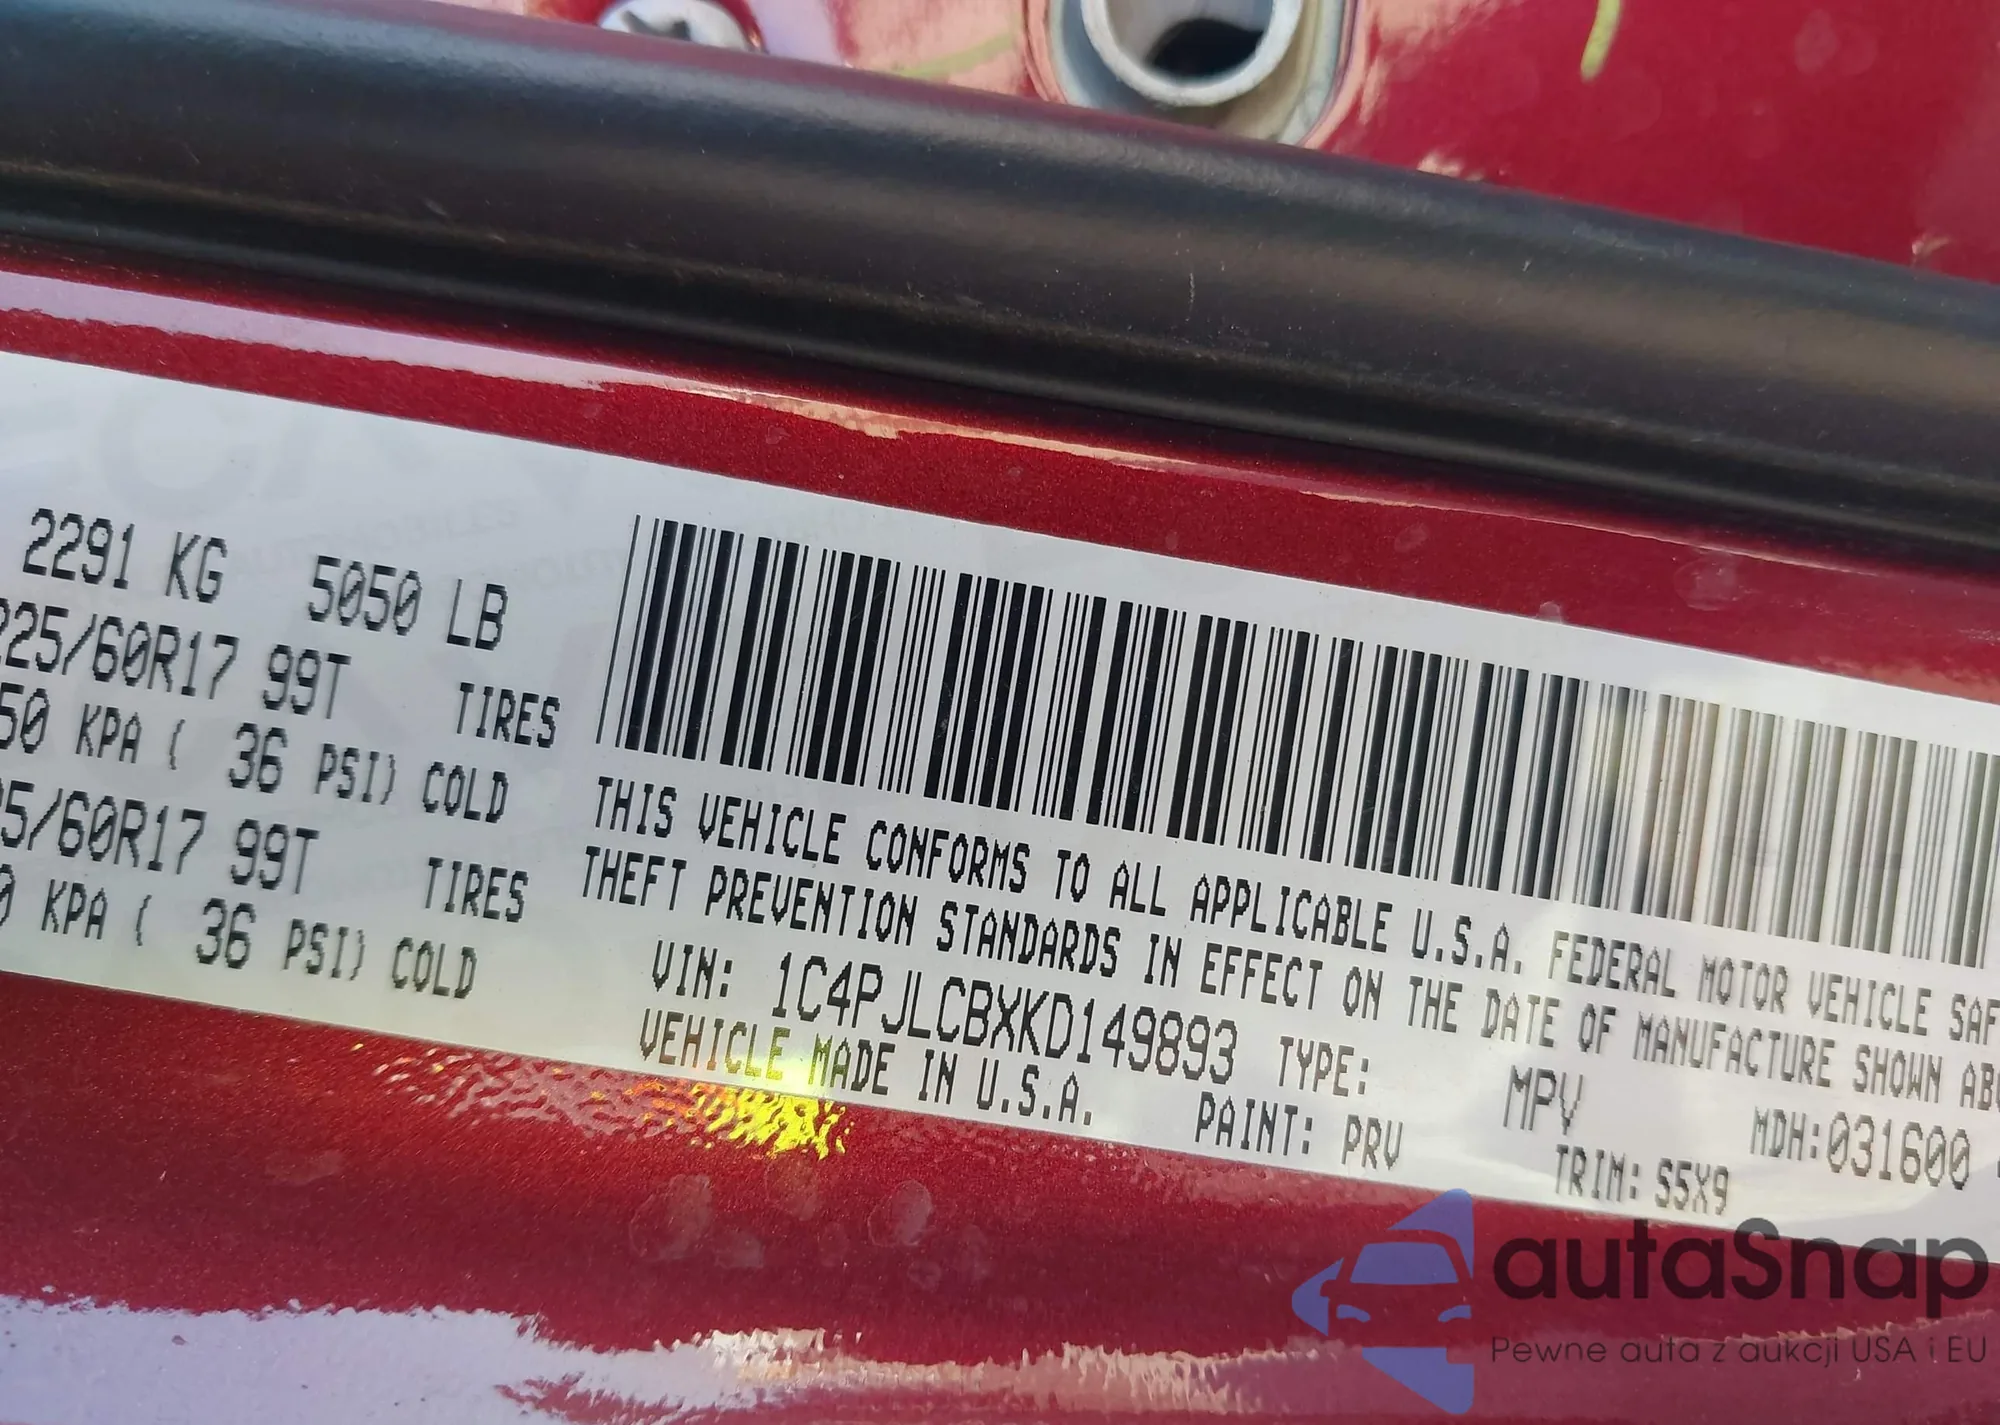 2291 KG 5050 LB
225/60R17 99T TIRES
50 KPA ( 36 PSI) COLD
25/60R17 99T TIRES
0 KPA ( 36 PSI) COLD
THIS VEHICLE CONFORMS TO ALL APPLICABLE U.S.A. FEDERAL MOTOR VEHICLE SAF
THEFT PREVENTION STANDARDS IN EFFECT ON THE DATE OF MANUFACTURE SHOWN ABO
VIN: 1C4PJLCBXKD149893 TYPE: MPV MDH:031600
VEHICLE MADE IN U.S.A. PAINT: PRV TRIM: S5X9
autaSnap
Pewne auta z aukcji USA i EU